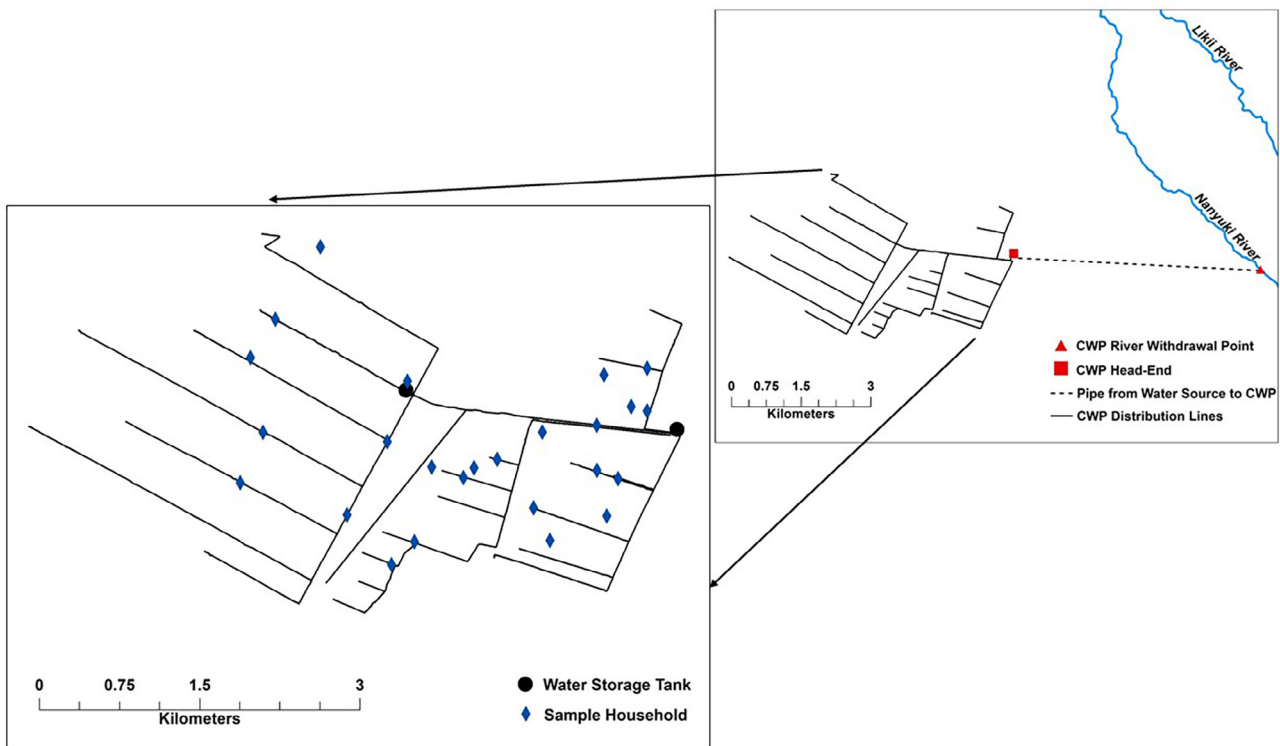 Likii River
Nanyuki River
CWP River Withdrawal Point
CWP Head-End
Pipe from Water Source to CWP
CWP Distribution Lines
0 0.75 1.5 3
Kilometers
Water Storage Tank
Sample Household
0 0.75 1.5 3
Kilometers